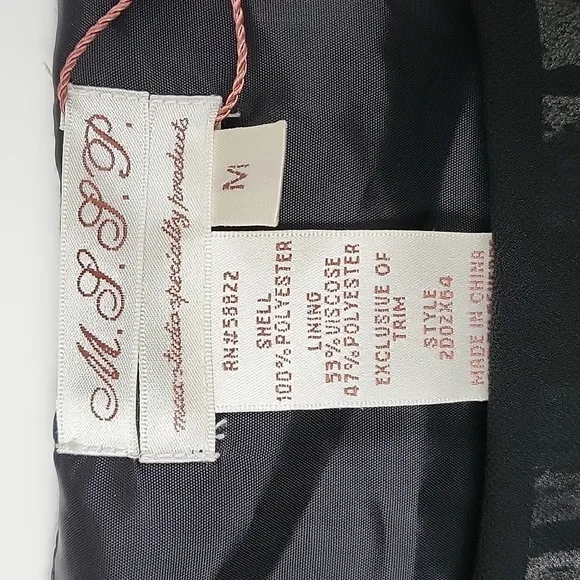 M.S.S.P.
max studio specialty products
M
RN#58822
SHELL
100% POLYESTER
LINING
53% VISCOSE
47% POLYESTER
EXCLUSIVE OF
TRIM
STYLE
2D02X64
MADE IN CHINA